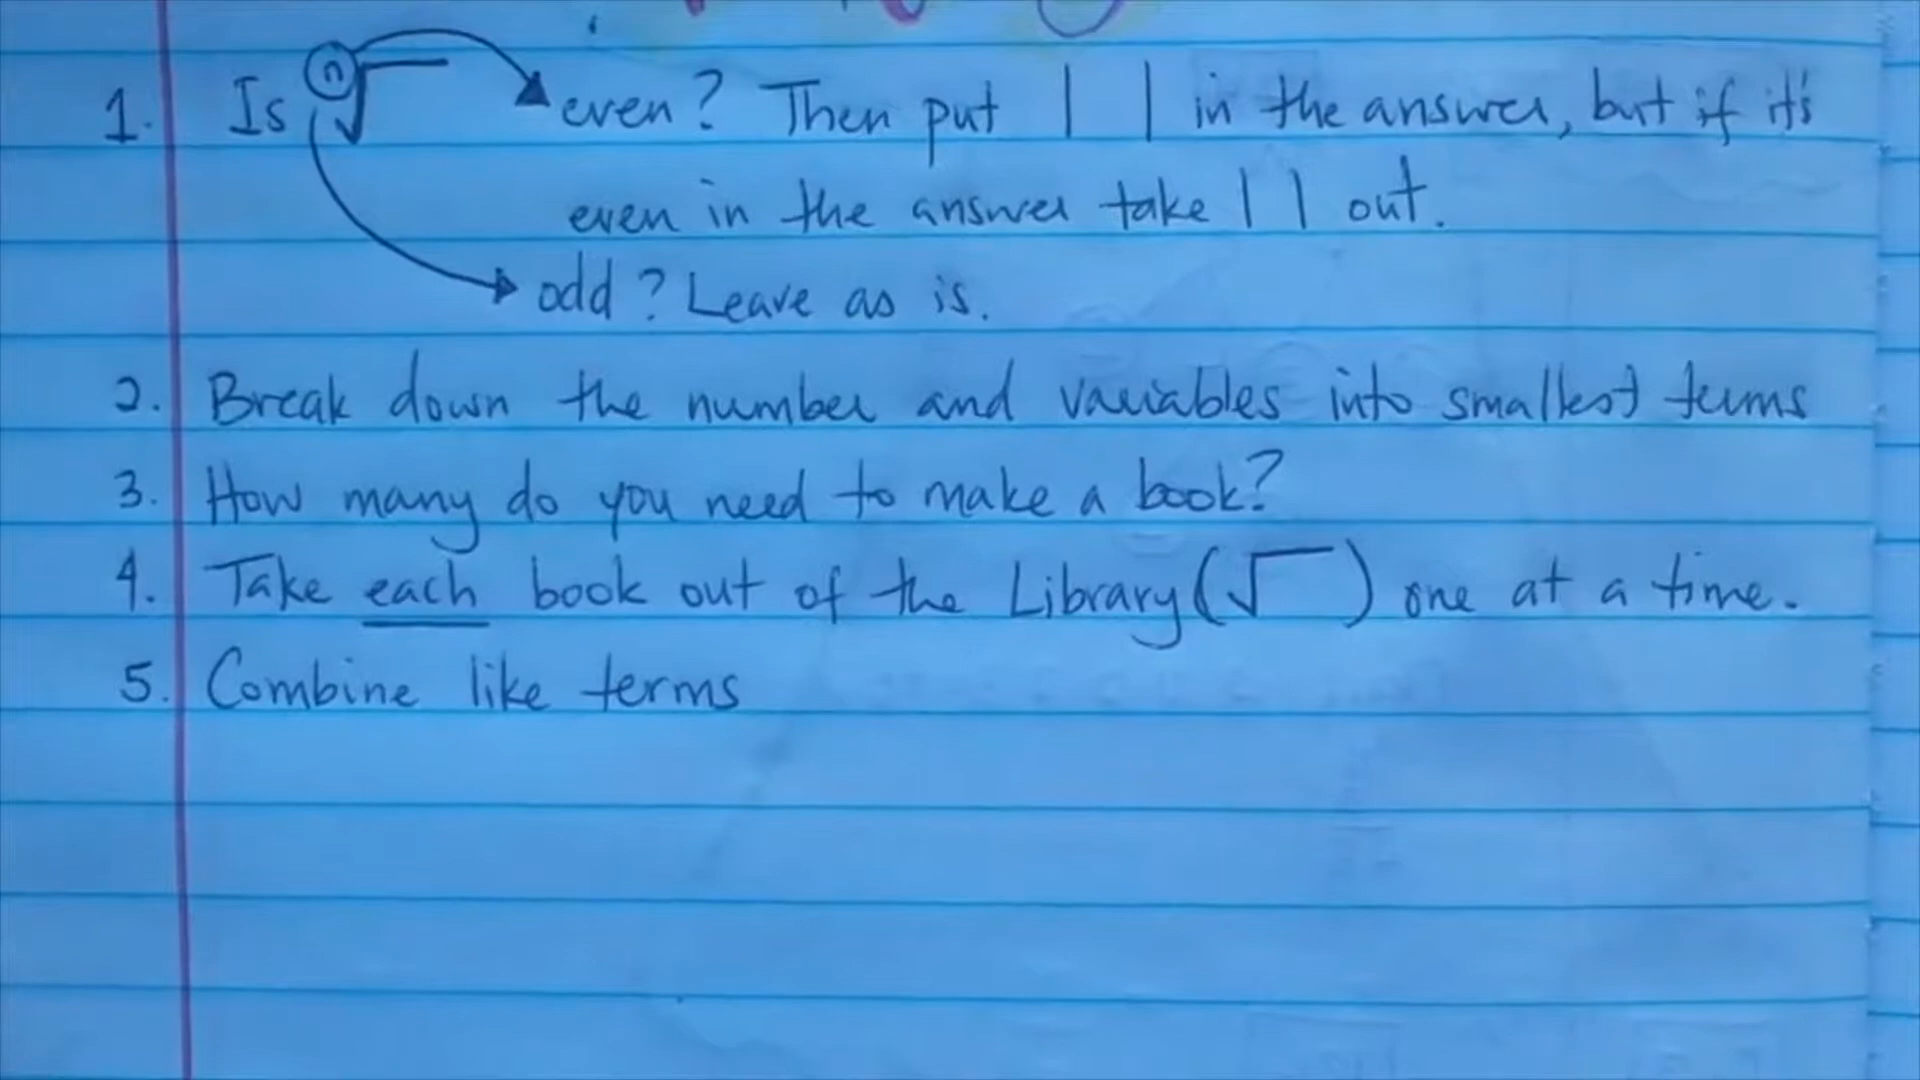 1. Is ⁿ√ even? Then put | | in the answer, but if it's
even in the answer take | | out.
odd? Leave as is.
2. Break down the number and variables into smallest terms
3. How many do you need to make a book?
4. Take each book out of the Library (√ ) one at a time.
5. Combine like terms